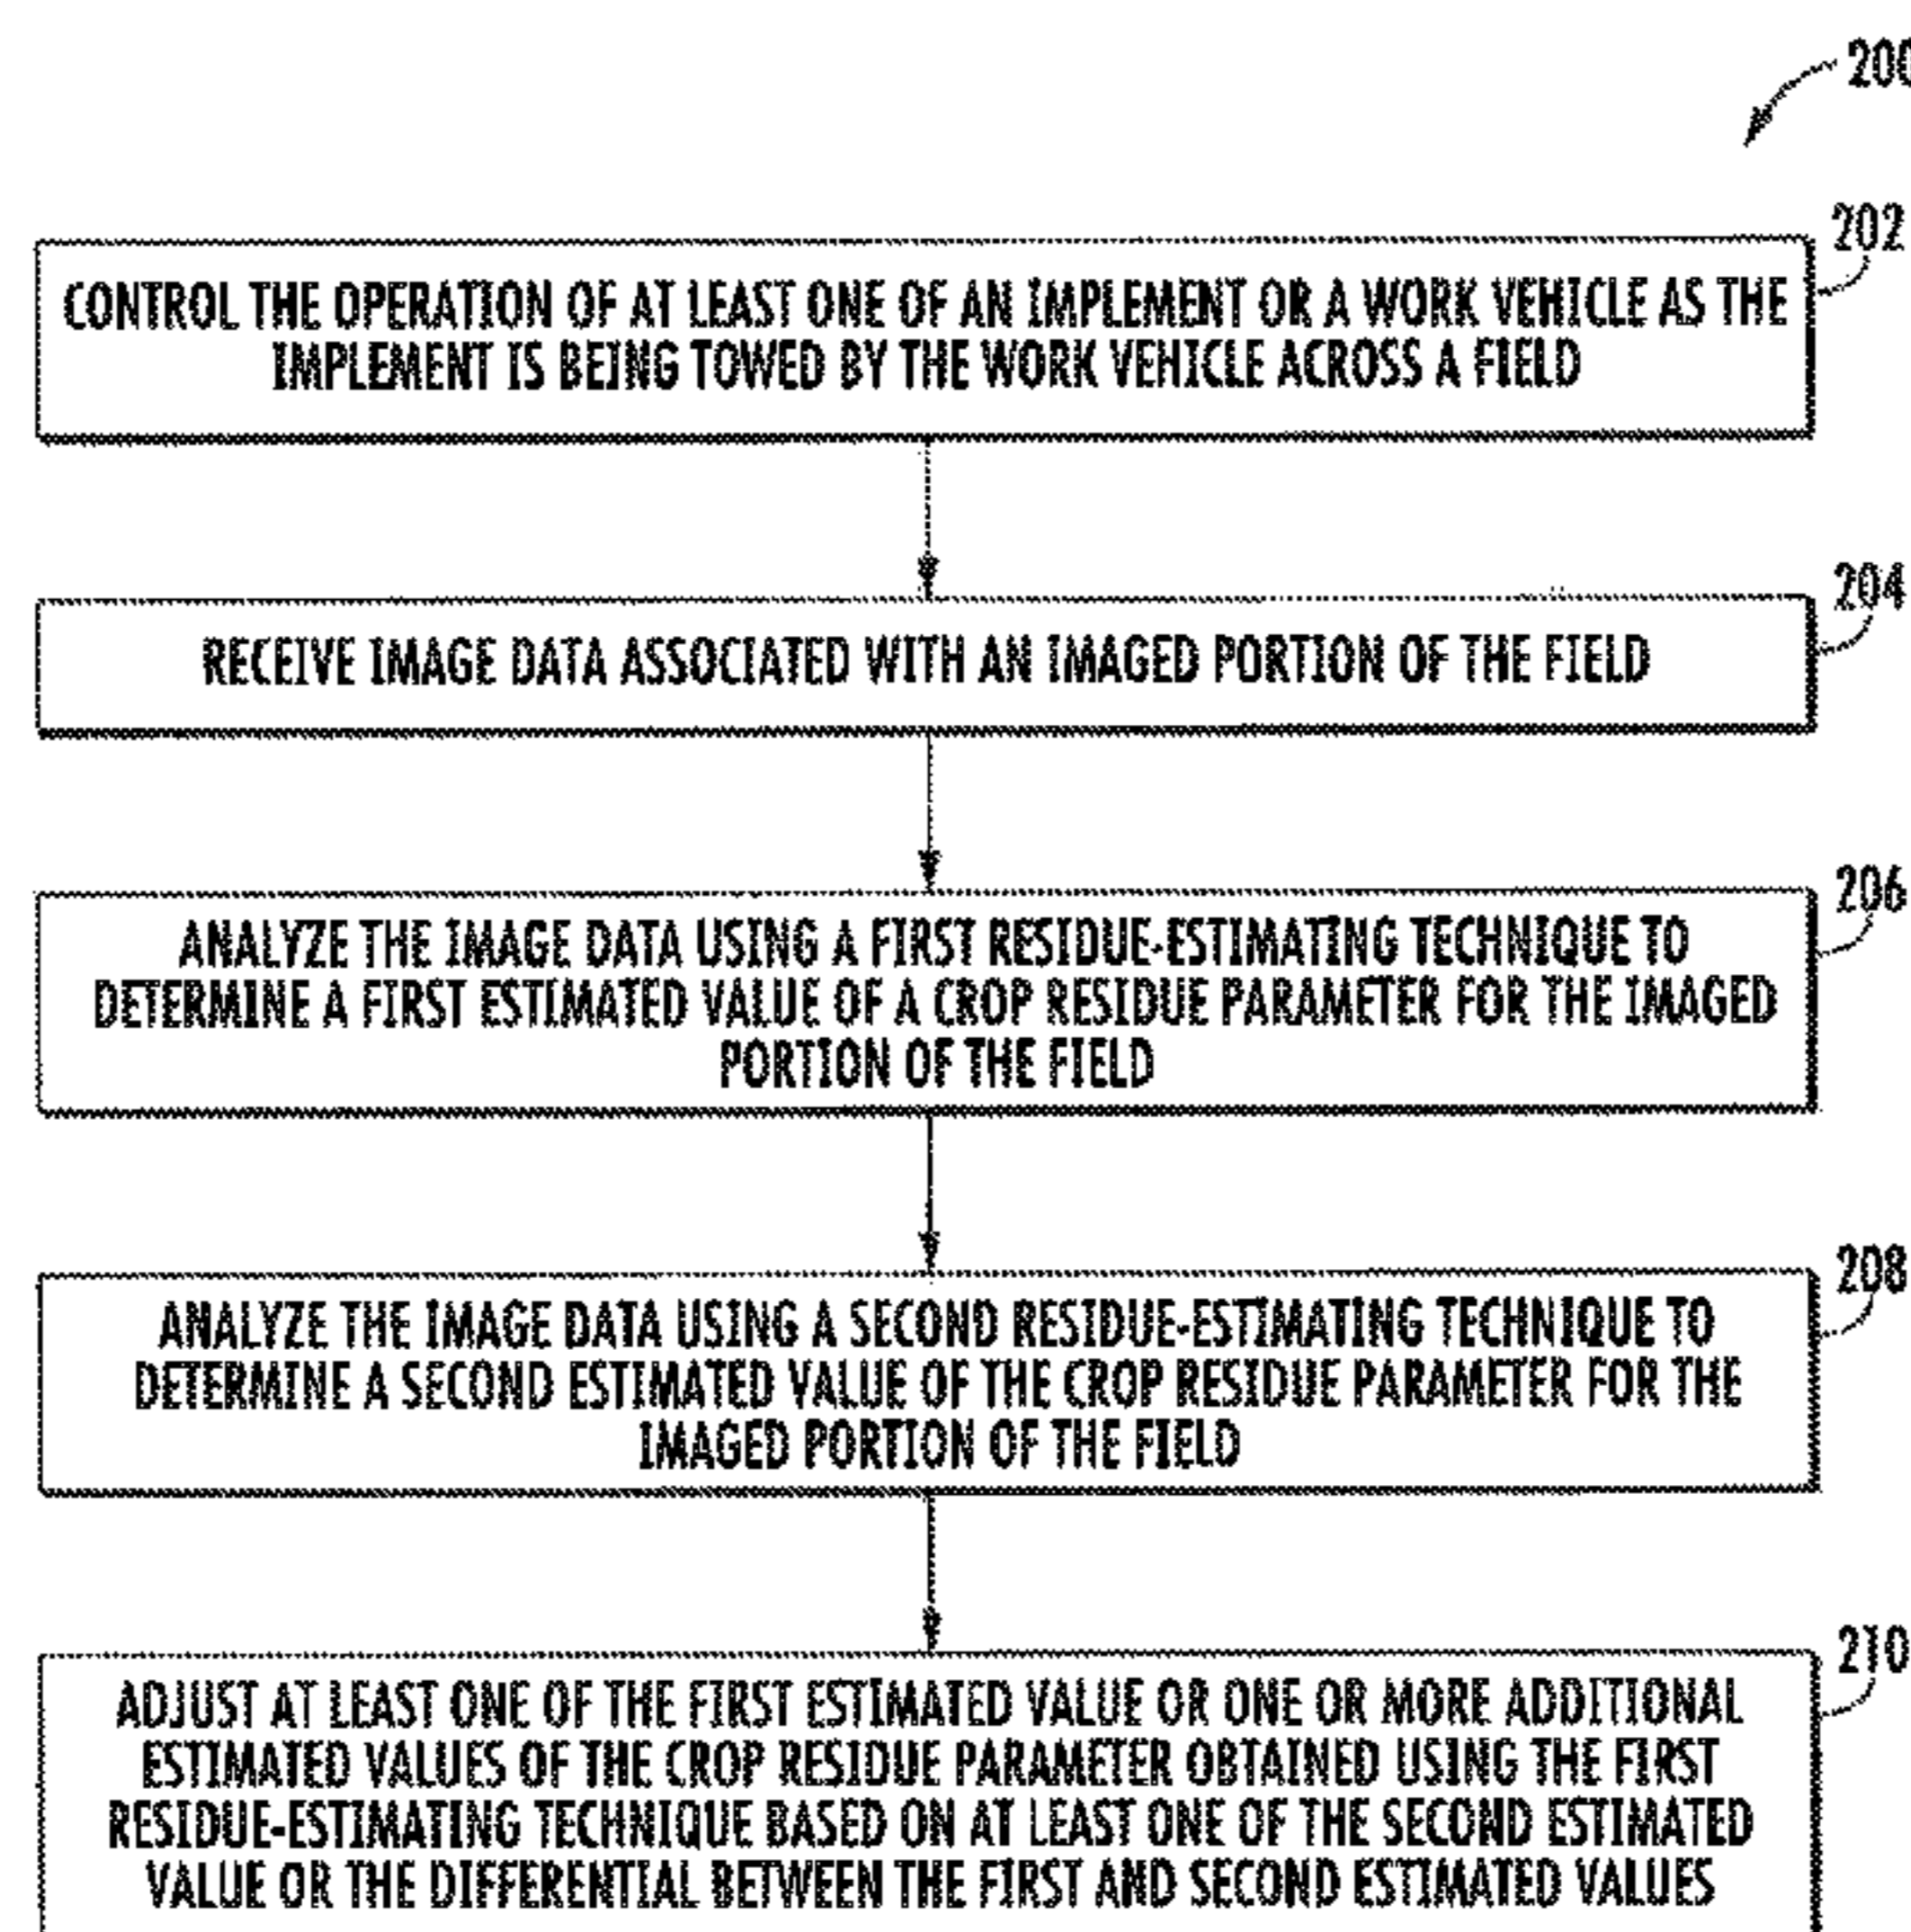 200
202
CONTROL THE OPERATION OF AT LEAST ONE OF AN IMPLEMENT OR A WORK VEHICLE AS THE
IMPLEMENT IS BEING TOWED BY THE WORK VEHICLE ACROSS A FIELD
204
RECEIVE IMAGE DATA ASSOCIATED WITH AN IMAGED PORTION OF THE FIELD
206
ANALYZE THE IMAGE DATA USING A FIRST RESIDUE-ESTIMATING TECHNIQUE TO
DETERMINE A FIRST ESTIMATED VALUE OF A CROP RESIDUE PARAMETER FOR THE IMAGED
PORTION OF THE FIELD
208
ANALYZE THE IMAGE DATA USING A SECOND RESIDUE-ESTIMATING TECHNIQUE TO
DETERMINE A SECOND ESTIMATED VALUE OF THE CROP RESIDUE PARAMETER FOR THE
IMAGED PORTION OF THE FIELD
210
ADJUST AT LEAST ONE OF THE FIRST ESTIMATED VALUE OR ONE OR MORE ADDITIONAL
ESTIMATED VALUES OF THE CROP RESIDUE PARAMETER OBTAINED USING THE FIRST
RESIDUE-ESTIMATING TECHNIQUE BASED ON AT LEAST ONE OF THE SECOND ESTIMATED
VALUE OR THE DIFFERENTIAL BETWEEN THE FIRST AND SECOND ESTIMATED VALUES